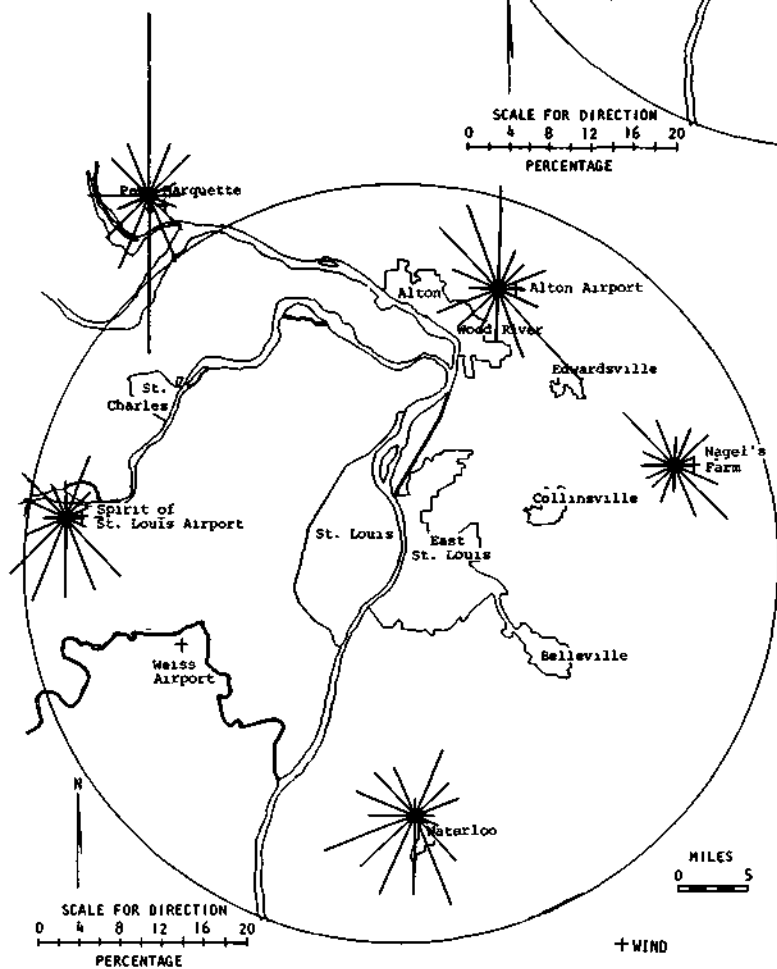 SCALE FOR DIRECTION
0 4 8 12 16 20
PERCENTAGE
Marquette
Alton
Alton Airport
Wood River
Edwardsville
St.
Charles
Nagel's
Farm
Collinsville
Spirit of
St. Louis Airport
St. Louis
East
St. Louis
Belleville
Weiss
Airport
N
Waterloo
MILES
0 5
SCALE FOR DIRECTION
0 4 8 12 16 20
PERCENTAGE
+WIND